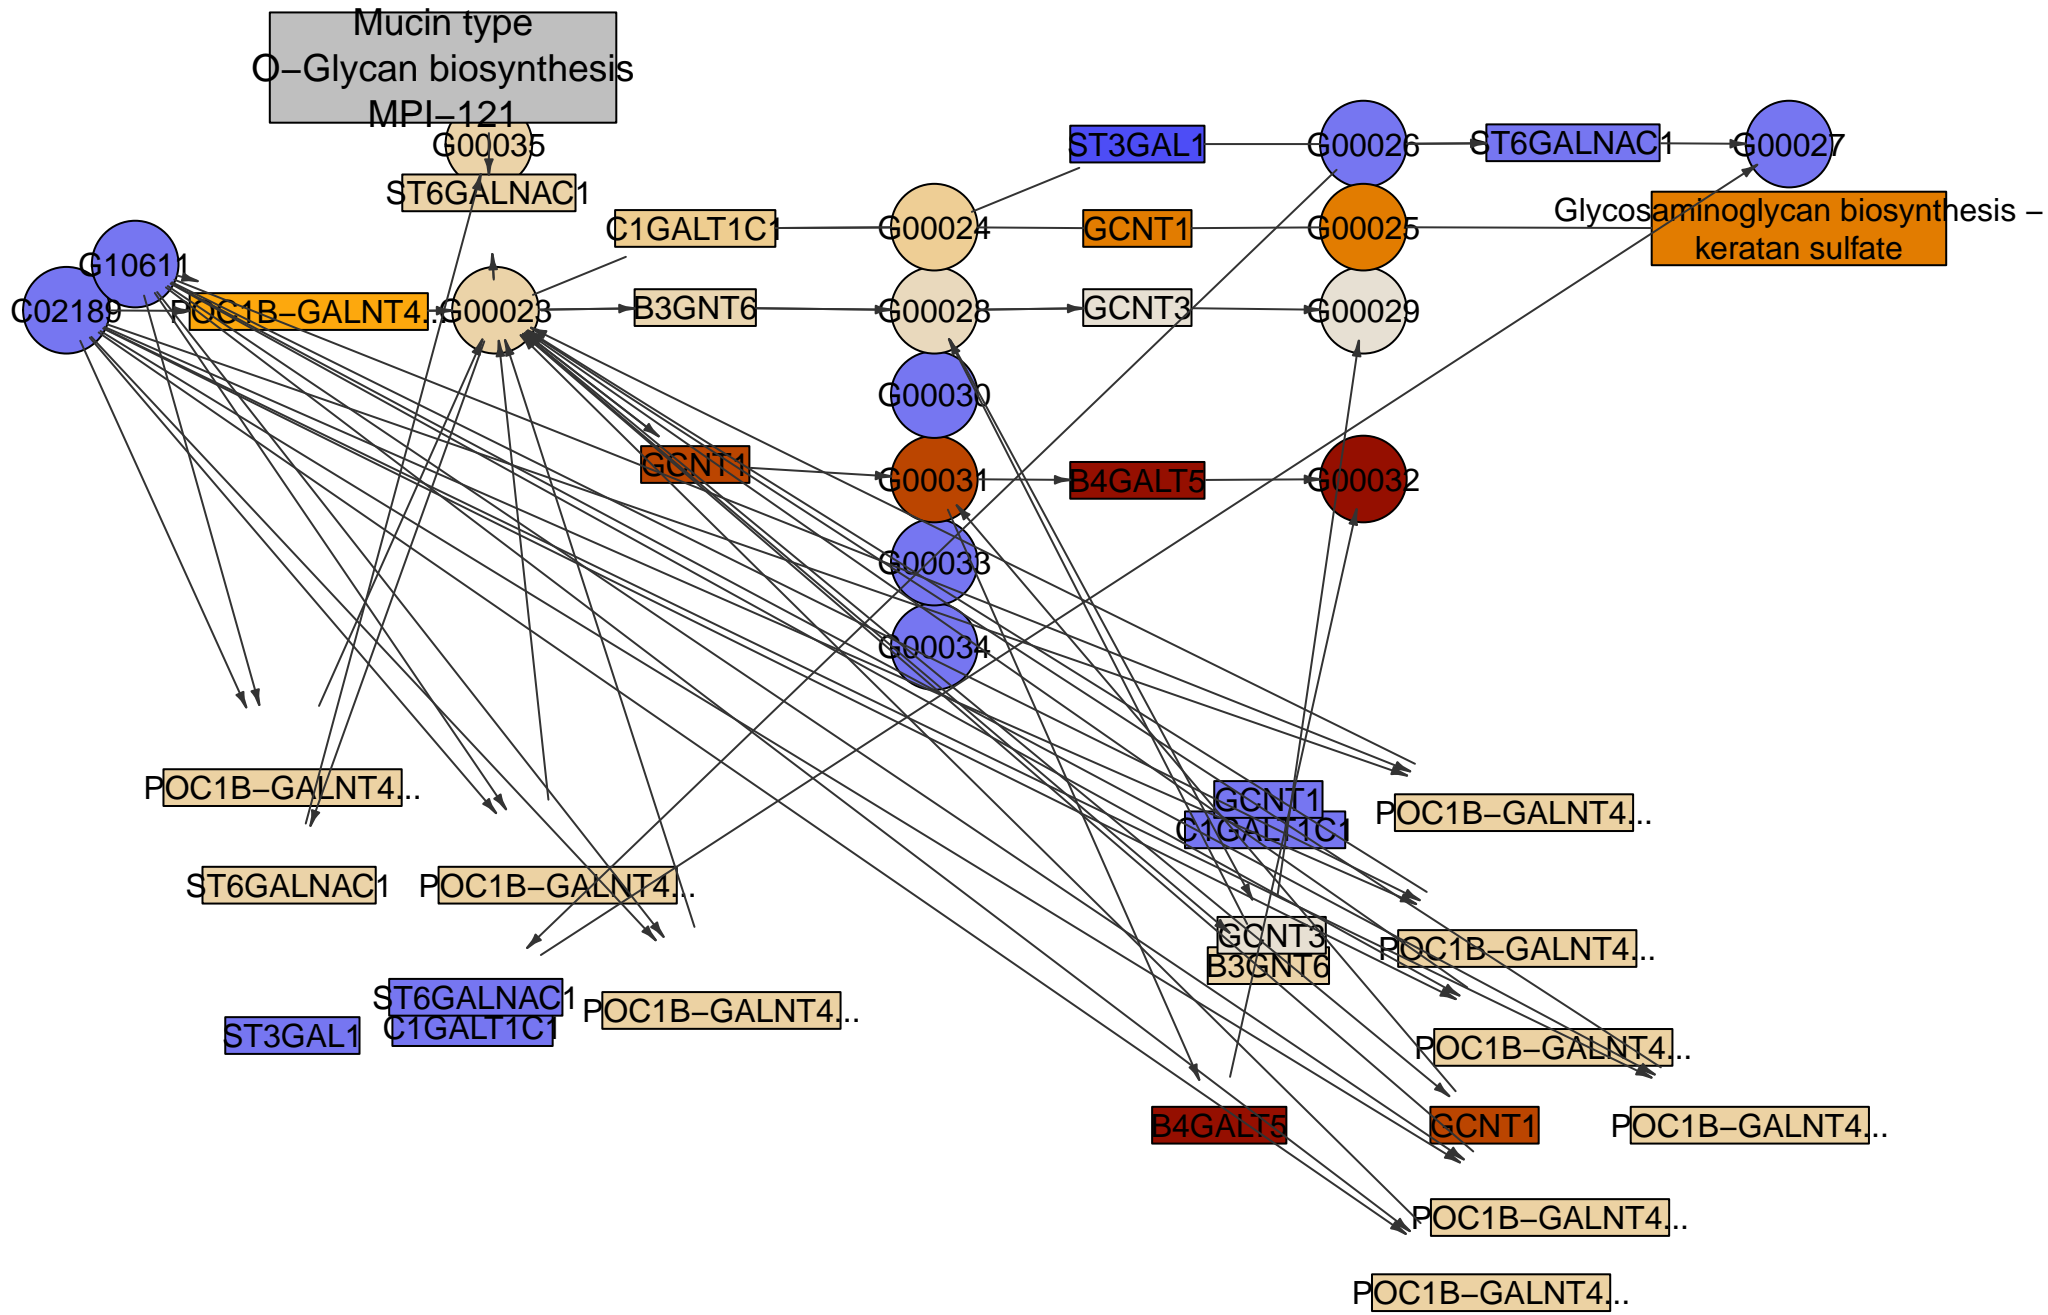 Mucin type
O−Glycan biosynthesis
MPI−121
G00035
ST6GALNAC1
ST3GAL1
G00026
ST6GALNAC1
G00027
C1GALT1C1
G00024
GCNT1
G00025
Glycosaminoglycan biosynthesis −
keratan sulfate
G10611
C02189
POC1B−GALNT4...
G00023
B3GNT6
G00028
GCNT3
G00029
G00030
GCNT1
G00031
B4GALT5
G00032
G00033
G00034
POC1B−GALNT4...
GCNT1
POC1B−GALNT4...
C1GALT1C1
ST6GALNAC1
POC1B−GALNT4...
GCNT3
POC1B−GALNT4...
B3GNT6
ST6GALNAC1
POC1B−GALNT4...
C1GALT1C1
ST3GAL1
POC1B−GALNT4...
B4GALT5
GCNT1
POC1B−GALNT4...
POC1B−GALNT4...
POC1B−GALNT4...